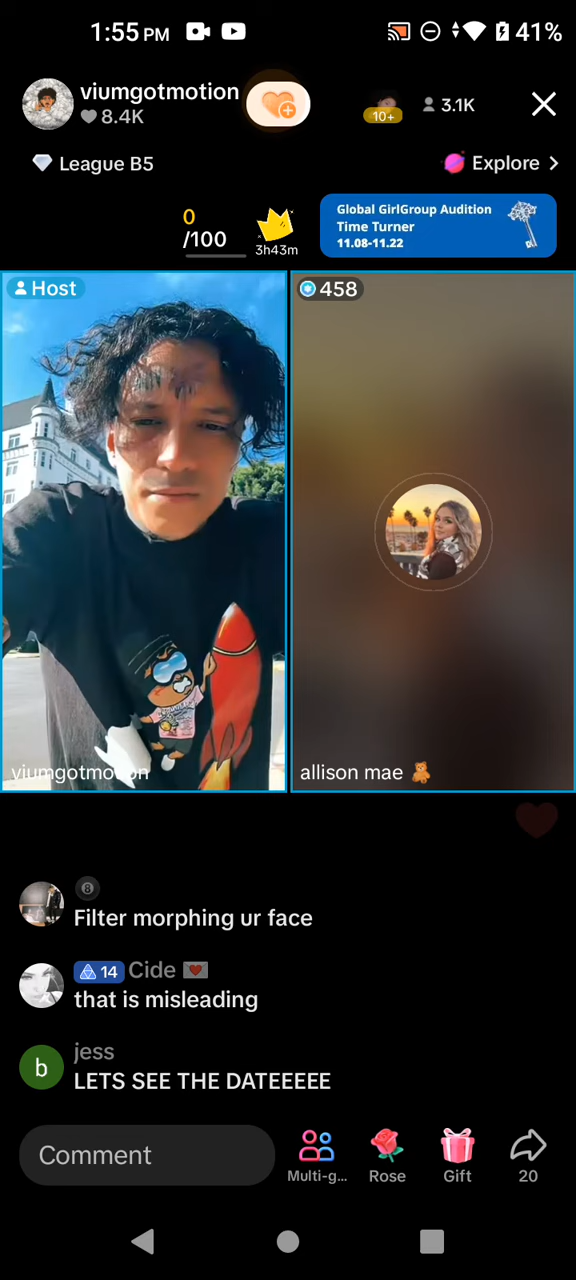 1:55 PM
41%
viumgotmotion
8.4K
10+
3.1K
League B5
Explore
0
/100
3h43m
Global GirlGroup Audition
Time Turner
11.08-11.22
Host
458
viumgotmotion
allison mae 🧸
8
Filter morphing ur face
14 Cide 💌
that is misleading
b
jess
LETS SEE THE DATEEEEE
Comment
Multi-g...
Rose
Gift
20